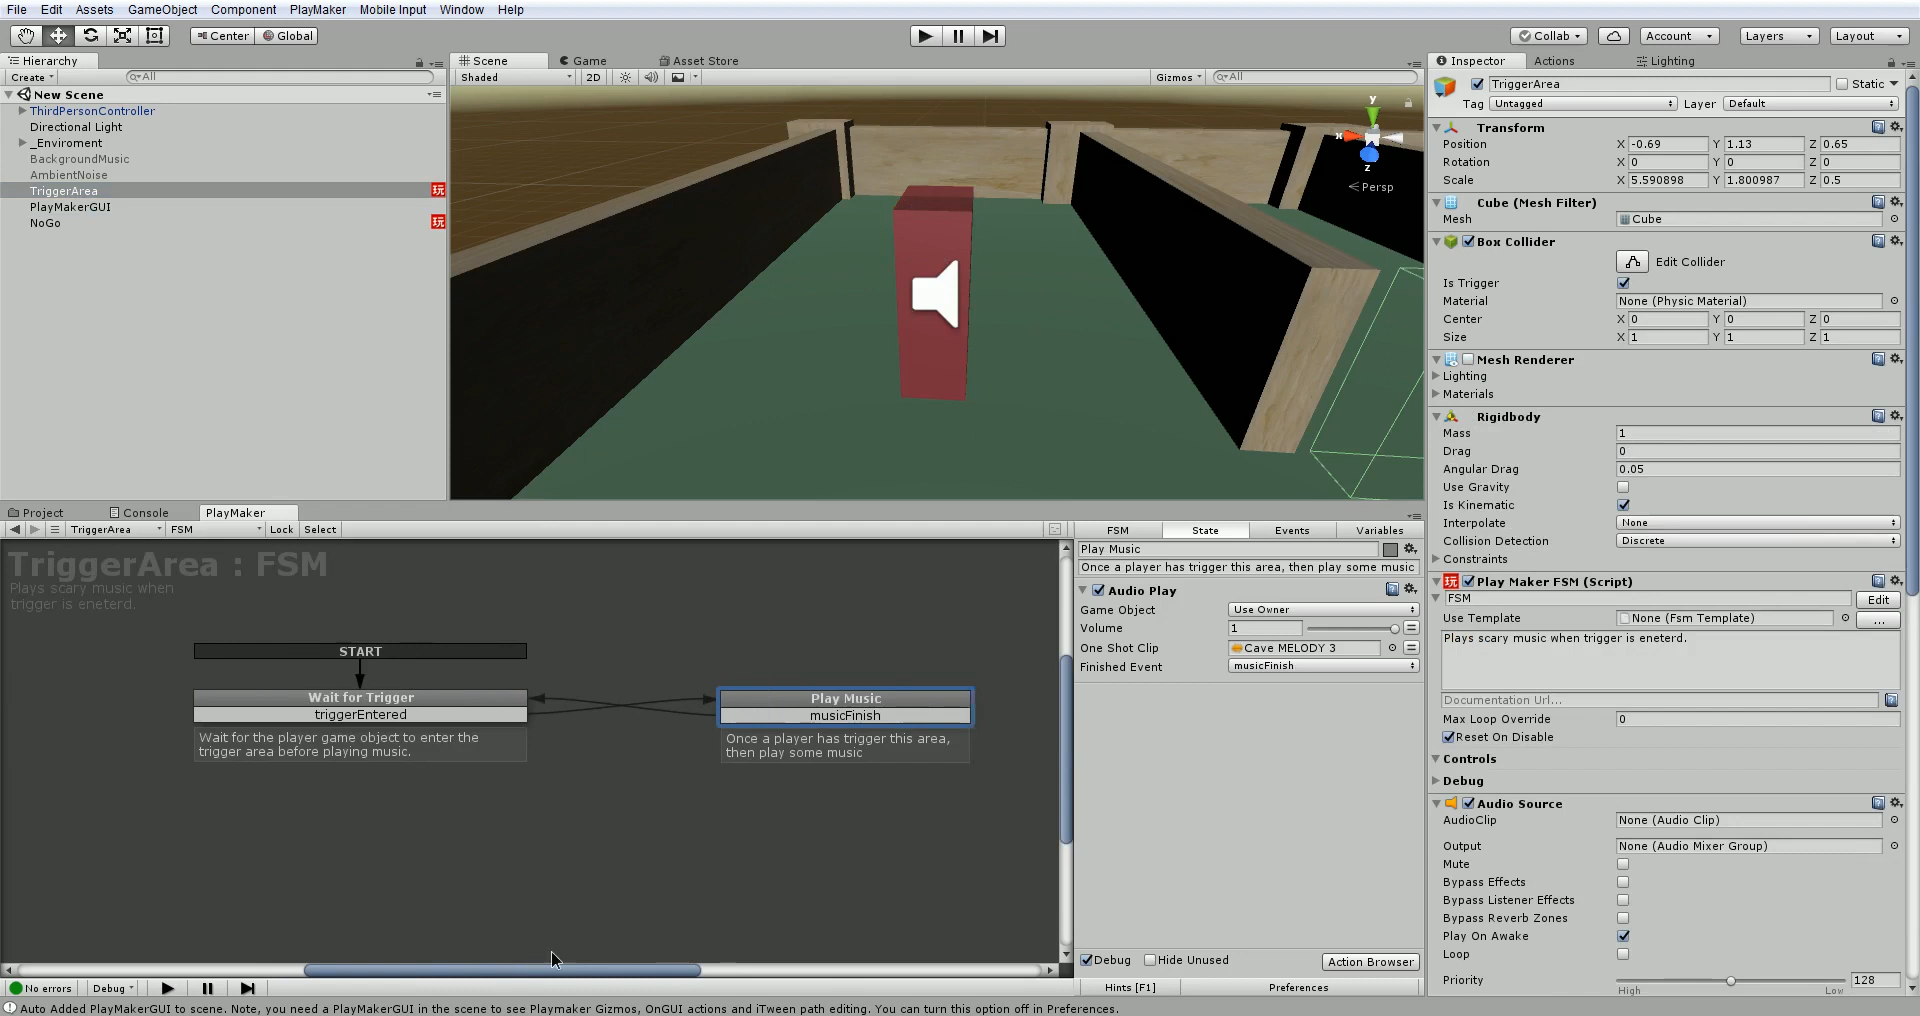 File Edit Assets GameObject Component PlayMaker Mobile Input Window Help
Center Global Collab Account Layers Layout
Hierarchy
Create All
New Scene
ThirdPersonController
Directional Light
_Enviroment
BackgroundMusic
AmbientNoise
TriggerArea 玩
PlayMakerGUI
NoGo 玩
Scene Game Asset Store
Shaded 2D Gizmos All
y
x
z
Persp
Project Console PlayMaker
TriggerArea FSM Lock Select
TriggerArea : FSM
Plays scary music when
trigger is eneterd.
START
Wait for Trigger
triggerEntered
Wait for the player game object to enter the
trigger area before playing music.
Play Music
musicFinish
Once a player has trigger this area,
then play some music
FSM State Events Variables
Play Music
Once a player has trigger this area, then play some music
Audio Play
Game Object Use Owner
Volume 1
One Shot Clip Cave MELODY 3
Finished Event musicFinish
Debug Hide Unused Action Browser
Hints [F1] Preferences
No errors Debug
Inspector Actions Lighting
TriggerArea Static
Tag Untagged Layer Default
Transform
Position X -0.69 Y 1.13 Z 0.65
Rotation X 0 Y 0 Z 0
Scale X 5.590898 Y 1.800987 Z 0.5
Cube (Mesh Filter)
Mesh Cube
Box Collider
Edit Collider
Is Trigger
Material None (Physic Material)
Center X 0 Y 0 Z 0
Size X 1 Y 1 Z 1
Mesh Renderer
Lighting
Materials
Rigidbody
Mass 1
Drag 0
Angular Drag 0.05
Use Gravity
Is Kinematic
Interpolate None
Collision Detection Discrete
Constraints
玩 Play Maker FSM (Script)
FSM Edit
Use Template None (Fsm Template) ...
Plays scary music when trigger is eneterd.
Documentation Url...
Max Loop Override 0
Reset On Disable
Controls
Debug
Audio Source
AudioClip None (Audio Clip)
Output None (Audio Mixer Group)
Mute
Bypass Effects
Bypass Listener Effects
Bypass Reverb Zones
Play On Awake
Loop
Priority 128
High Low
Auto Added PlayMakerGUI to scene. Note, you need a PlayMakerGUI in the scene to see Playmaker Gizmos, OnGUI actions and iTween path editing. You can turn this option off in Preferences.